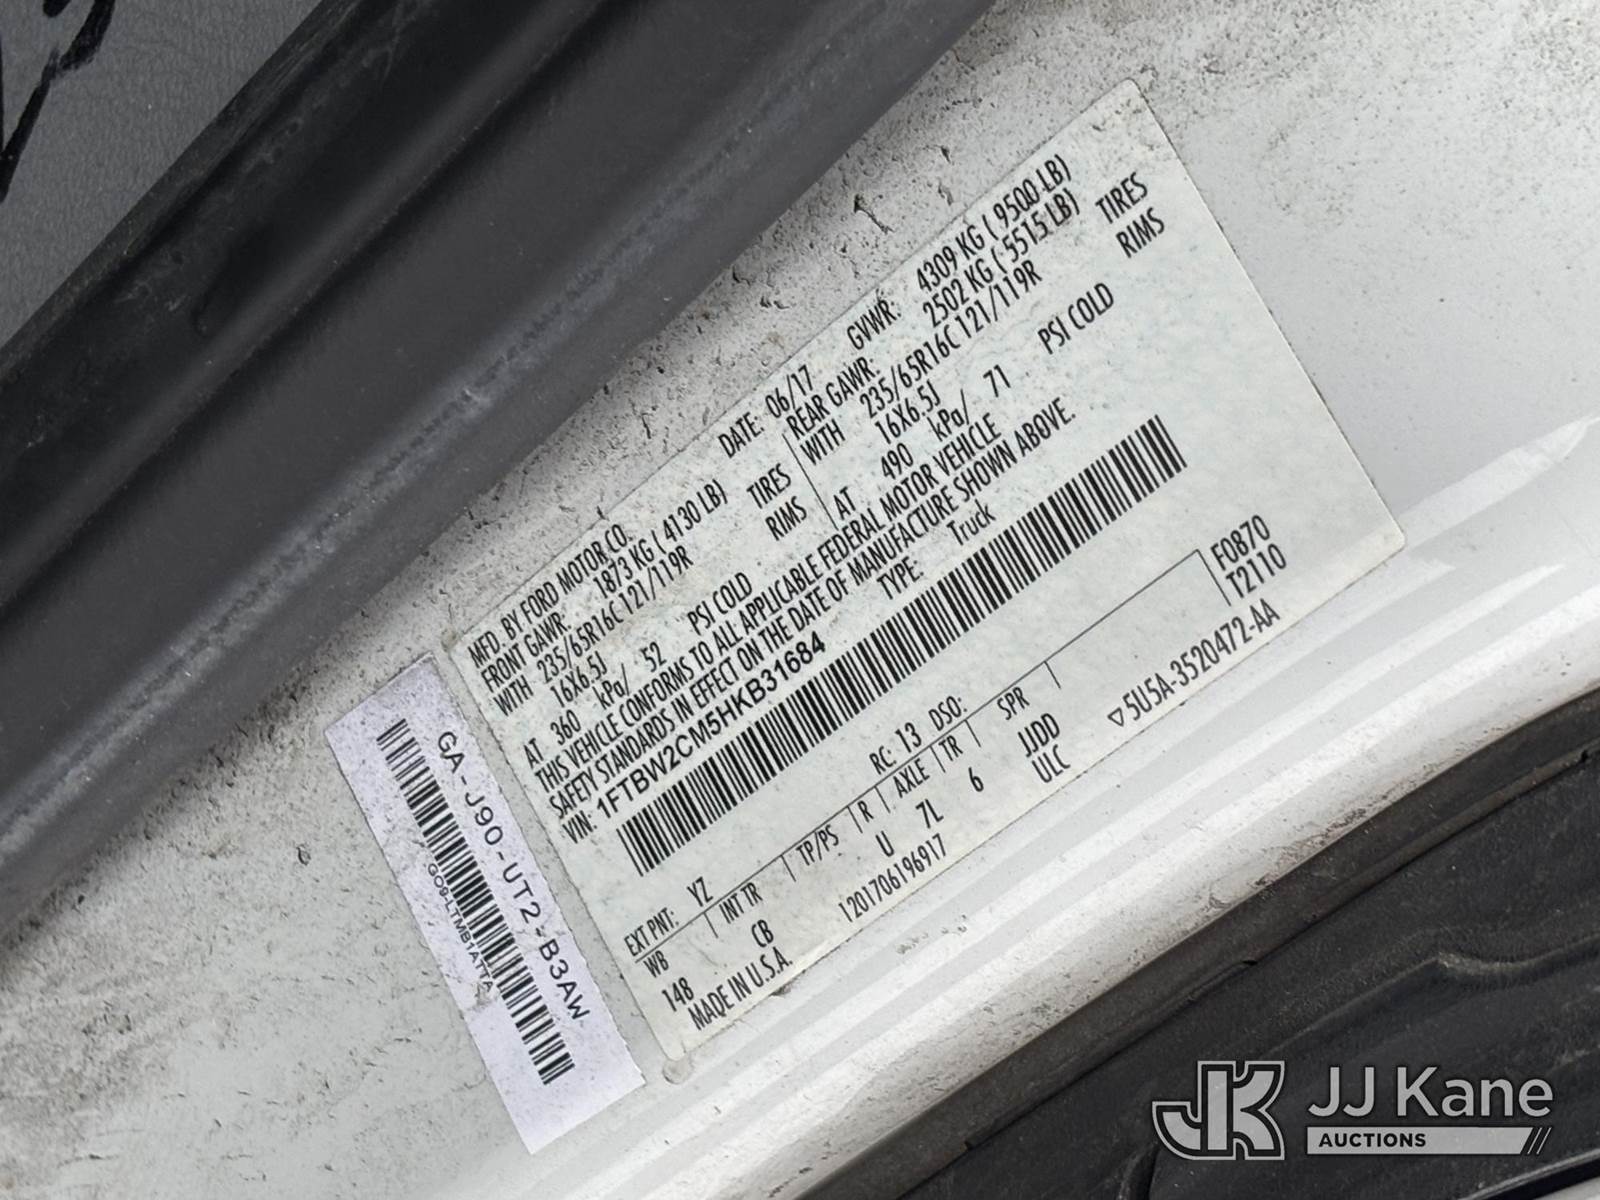 MFD. BY FORD MOTOR CO. DATE: 06/17 GVWR: 4309 KG ( 9500 LB)
FRONT GAWR: 1873 KG ( 4130 LB) REAR GAWR: 2502 KG ( 5515 LB)
WITH 235/65R16C 121/119R TIRES WITH 235/65R16C 121/119R TIRES
16X6.5J RIMS 16X6.5J RIMS
AT 360 kPa/ 52 PSI COLD AT 490 kPa/ 71 PSI COLD
THIS VEHICLE CONFORMS TO ALL APPLICABLE FEDERAL MOTOR VEHICLE
SAFETY STANDARDS IN EFFECT ON THE DATE OF MANUFACTURE SHOWN ABOVE.
VIN: 1FTBW2CM5HKB31684 TYPE: Truck
EXT PNT: YZ RC: 13 DSO: F0870
WB INT TR TP/PS R AXLE TR SPR T2110
148 CB U 7L 6 JJDD
ULC
MADE IN U.S.A. 5U5A-3520472-AA
GA-J90-UT2-B3AW
GO9-LTMB1ATTA
JK JJ Kane
AUCTIONS